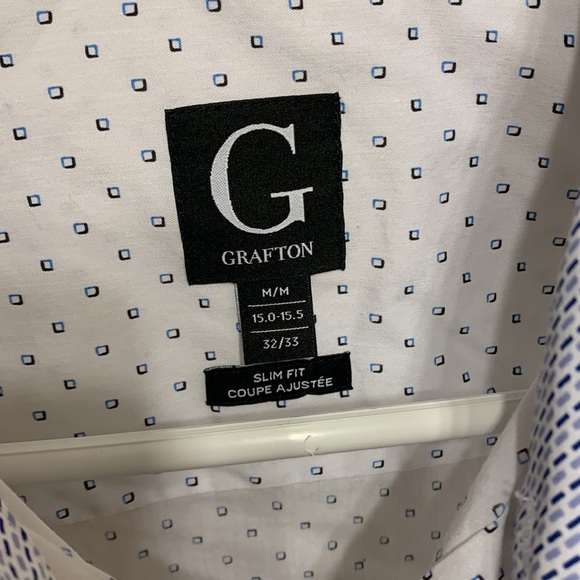 G
GRAFTON
M/M
15.0-15.5
32/33
SLIM FIT
COUPE AJUSTÉE